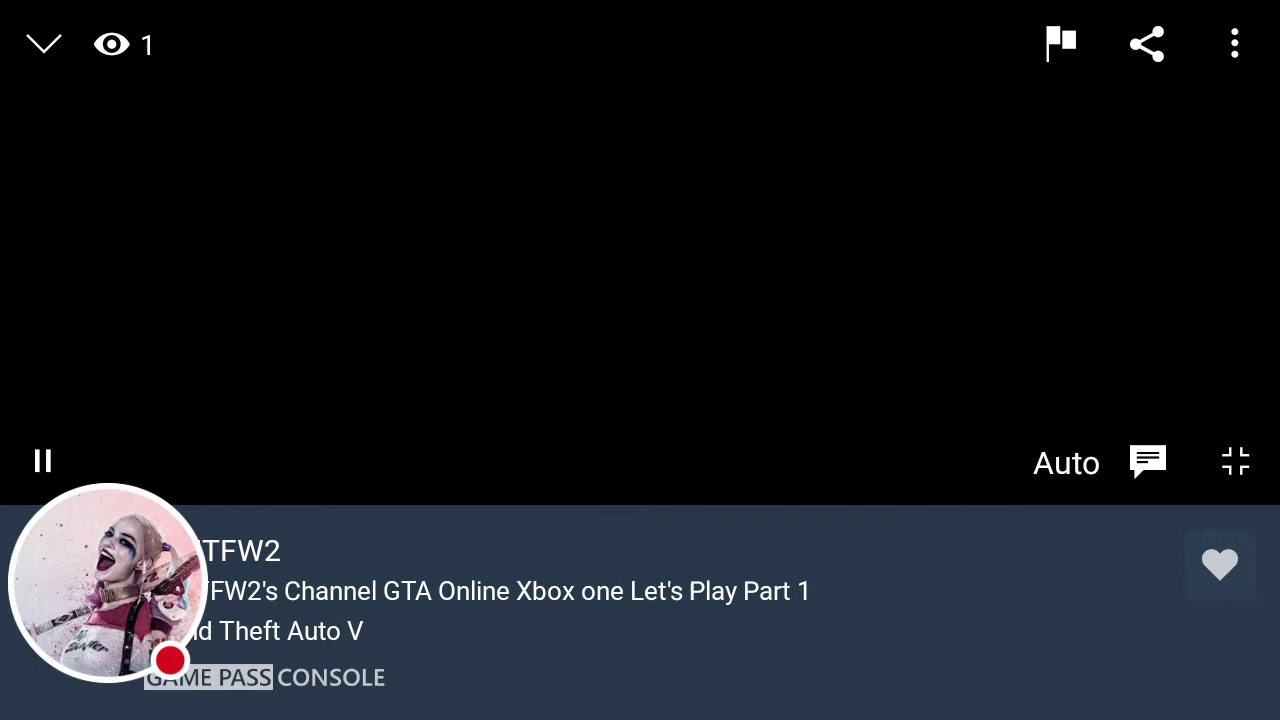 1
Auto
TFW2
FW2's Channel GTA Online Xbox one Let's Play Part 1
d Theft Auto V
GAME PASS CONSOLE